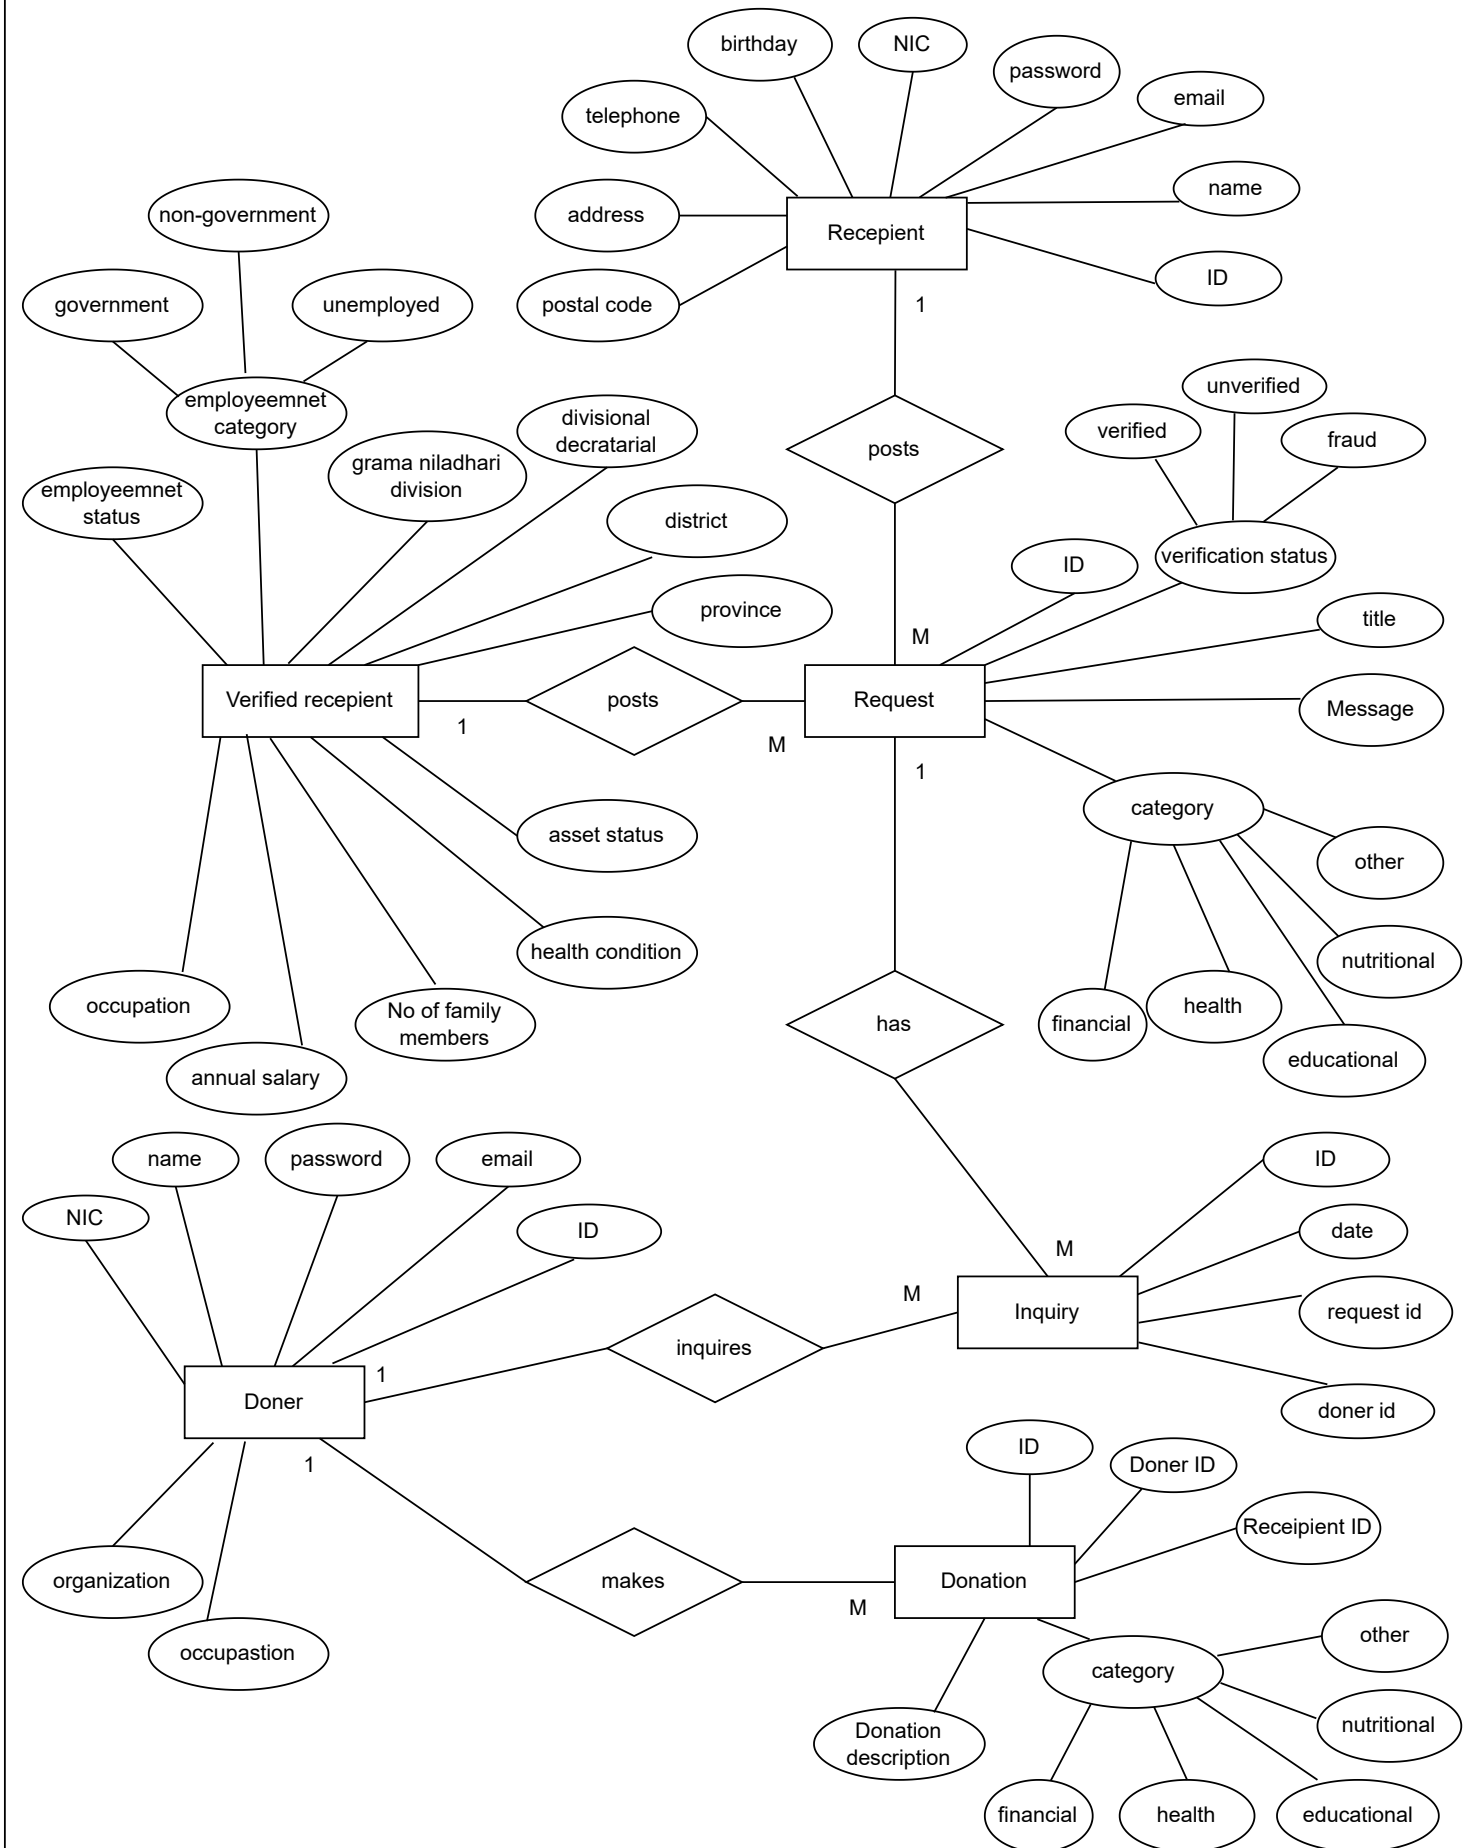 birthday
NIC
password
email
telephone
name
address
Recepient
ID
postal code
1
non-government
government
unemployed
employeemnet
category
divisional
decratarial
grama niladhari
division
employeemnet
status
district
province
posts
unverified
verified
fraud
verification status
ID
M
title
Verified recepient
1
posts
M
Request
Message
1
category
other
asset status
nutritional
health condition
health
financial
educational
occupation
No of family
members
annual salary
has
name
password
email
ID
NIC
ID
date
M
M
request id
Inquiry
inquires
1
Doner
doner id
1
ID
Doner ID
Receipient ID
organization
makes
Donation
M
occupastion
other
category
nutritional
Donation
description
financial
health
educational